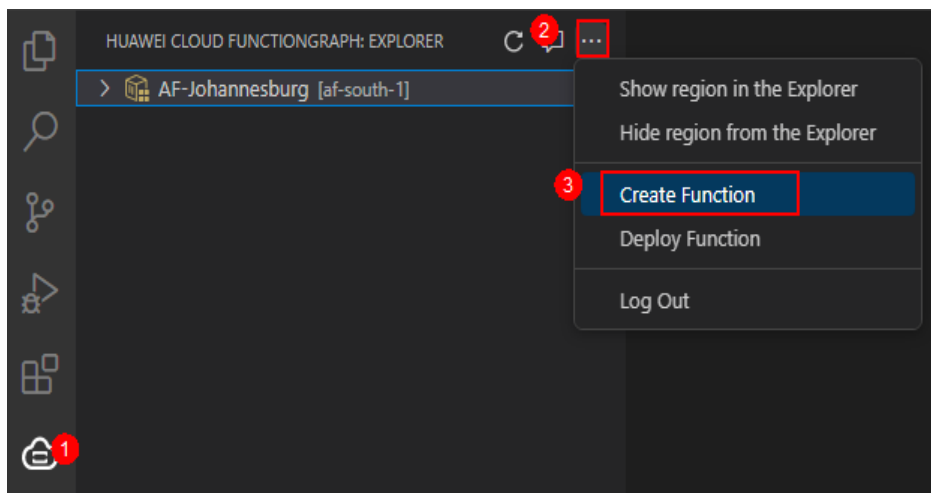 HUAWEI CLOUD FUNCTIONGRAPH: EXPLORER
2
AF-Johannesburg [af-south-1]
Show region in the Explorer
Hide region from the Explorer
3
Create Function
Deploy Function
Log Out
1